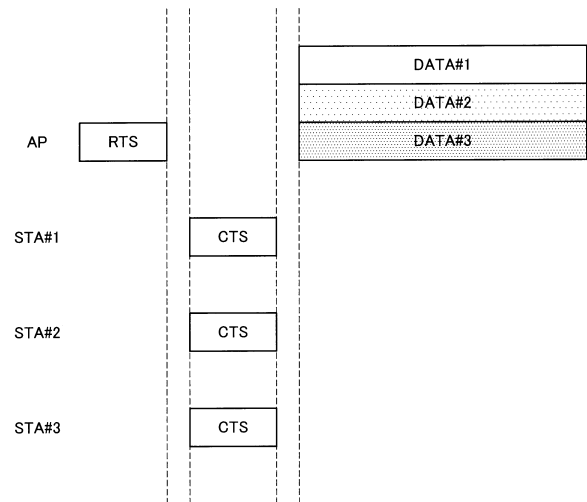 DATA#1
DATA#2
AP RTS DATA#3
STA#1 CTS
STA#2 CTS
STA#3 CTS